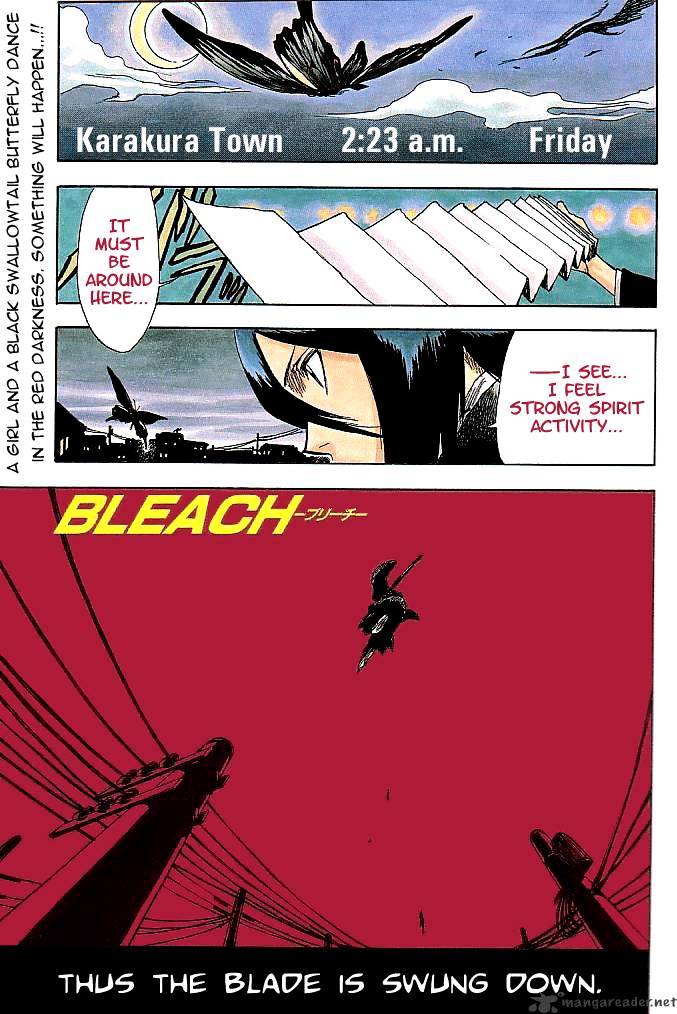 A GIRL AND A BLACK SWALLOWTAIL BUTTERFLY DANCE
IN THE RED DARKNESS. SOMETHING WILL HAPPEN...!!
Karakura Town 2:23 a.m. Friday
IT
MUST
BE
AROUND
HERE...
—I SEE...
I FEEL
STRONG SPIRIT
ACTIVITY...
BLEACH
—ブリーチ—
THUS THE BLADE IS SWUNG DOWN.
mangareader.net